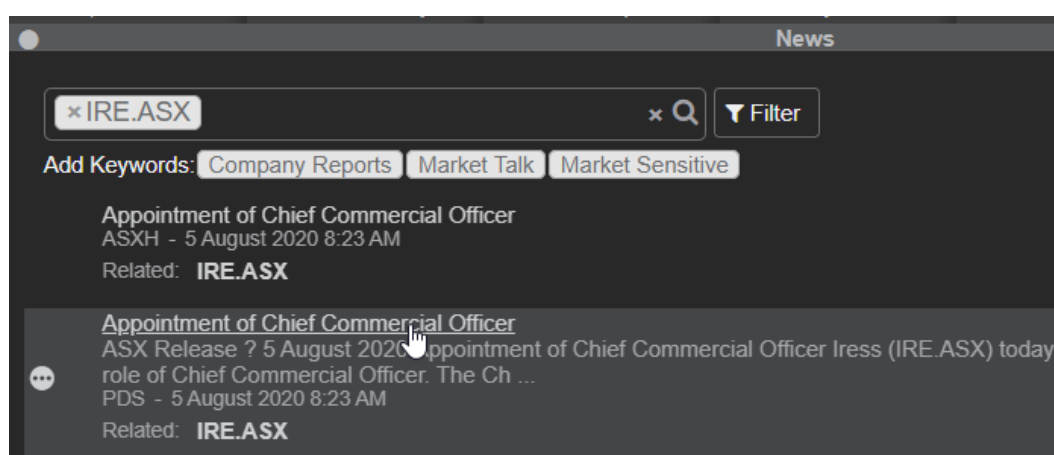 News
×IRE.ASX × Filter
Add Keywords: Company Reports Market Talk Market Sensitive
Appointment of Chief Commercial Officer
ASXH - 5 August 2020 8:23 AM
Related: IRE.ASX
Appointment of Chief Commercial Officer
ASX Release ? 5 August 2020 Appointment of Chief Commercial Officer Iress (IRE.ASX) today
role of Chief Commercial Officer. The Ch ...
PDS - 5 August 2020 8:23 AM
Related: IRE.ASX